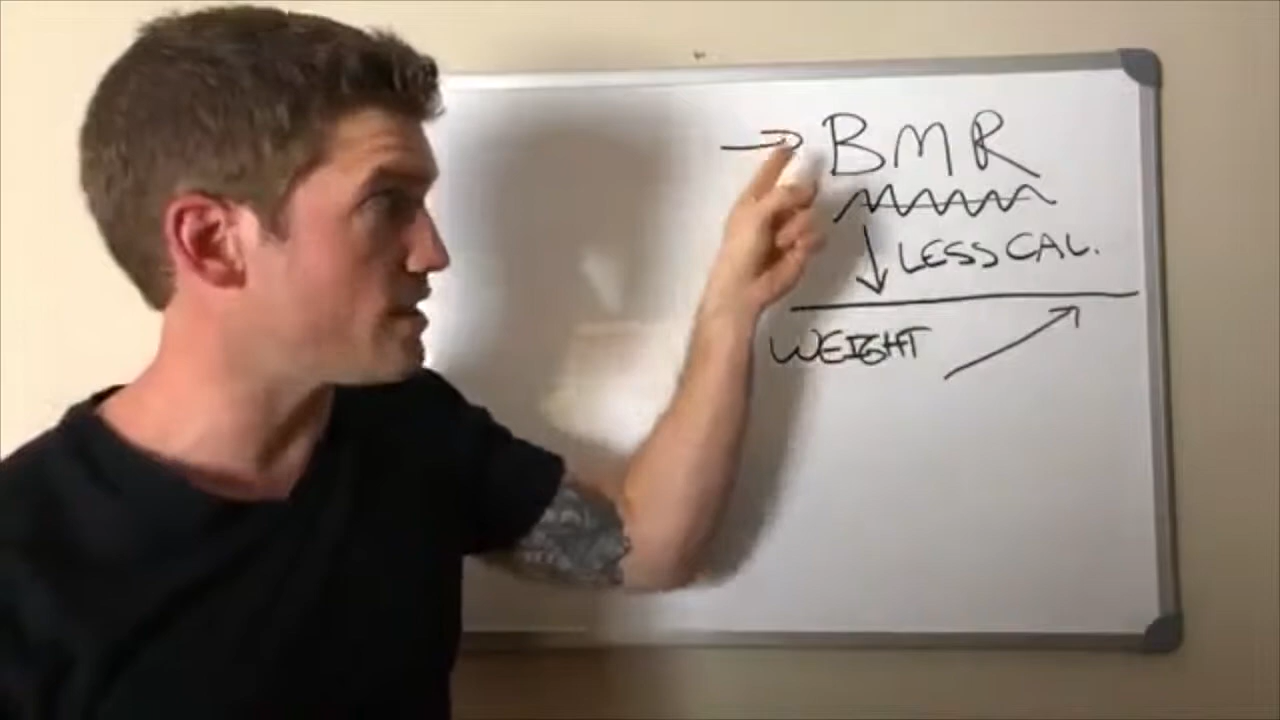 → BMR
↓ LESS CAL.
WEIGHT ↗